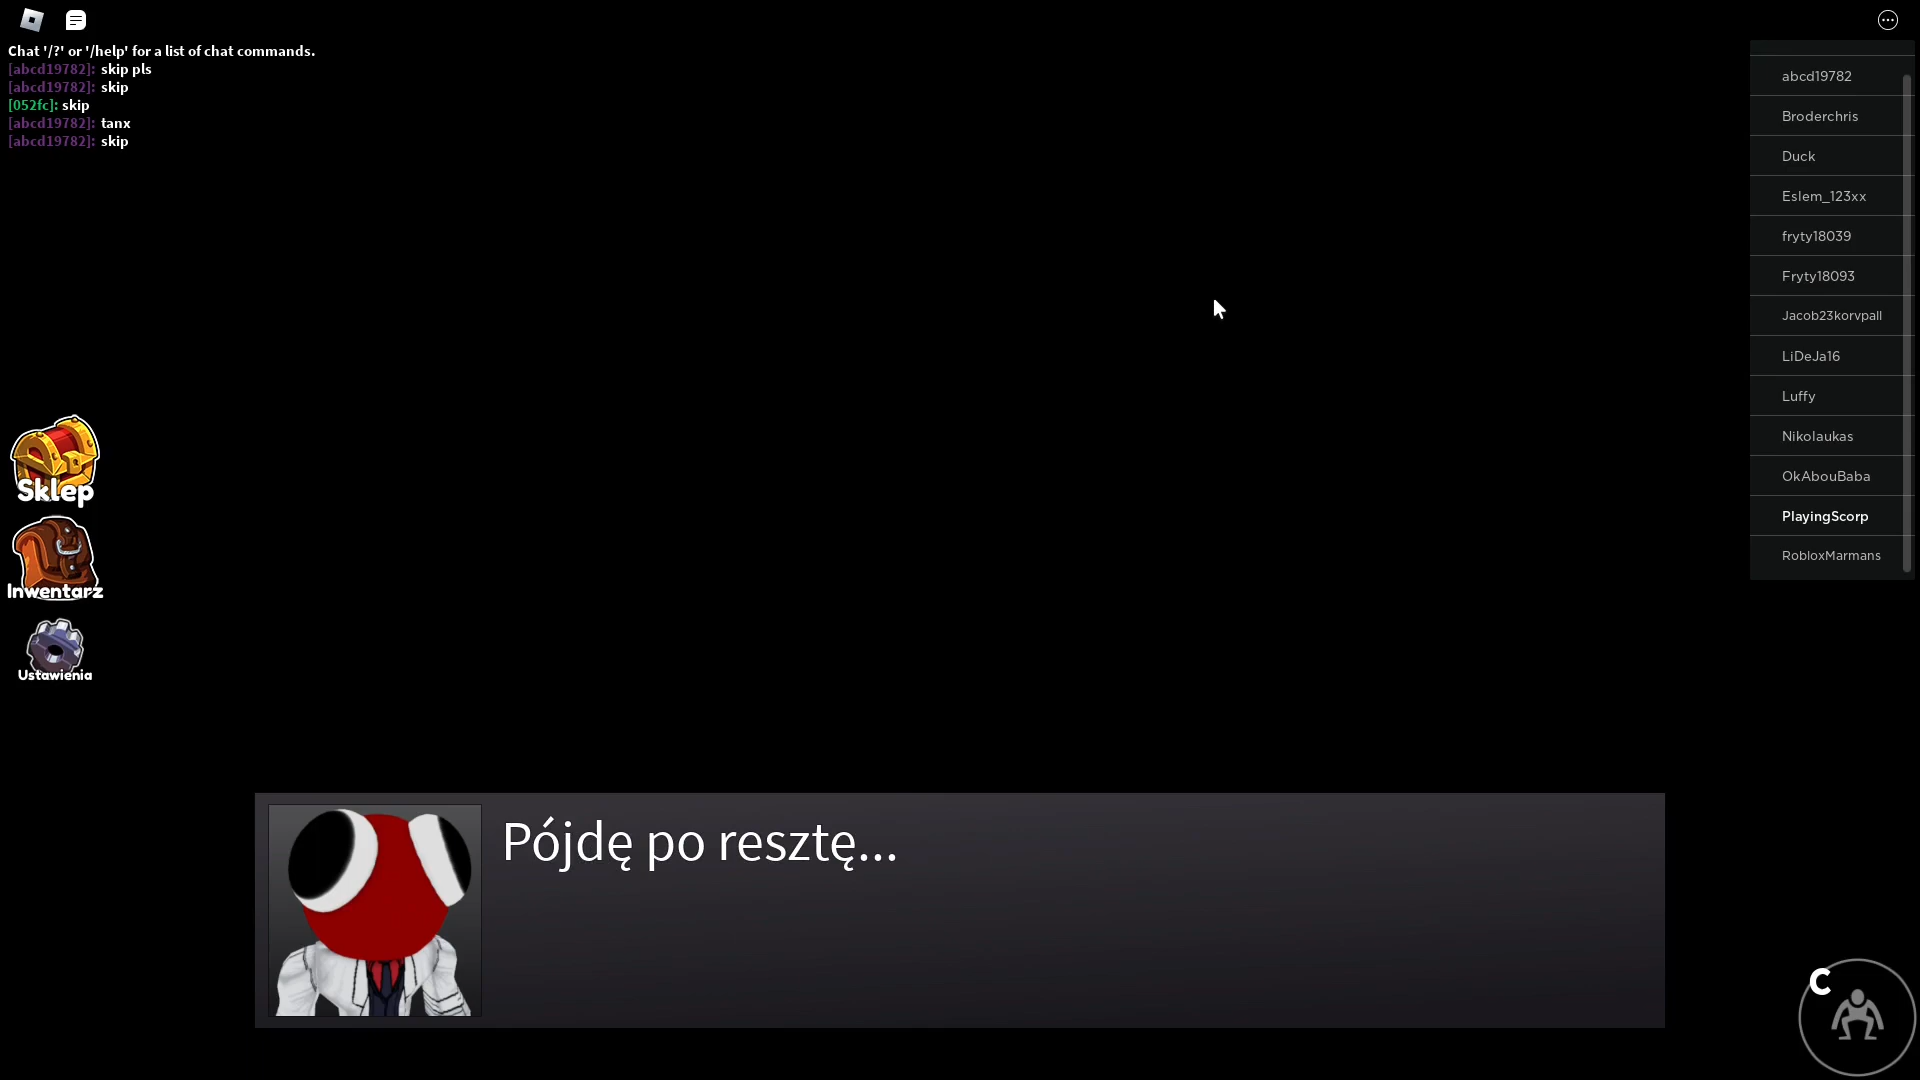 Chat '/?' or '/help' for a list of chat commands.
[abcd19782]: skip pls
[abcd19782]: skip
[052fc]: skip
[abcd19782]: tanx
[abcd19782]: skip
abcd19782
Broderchris
Duck
Eslem_123xx
fryty18039
Fryty18093
Jacob23korvpall
LiDeJa16
Luffy
Nikolaukas
OkAbouBaba
PlayingScorp
RobloxMarmans
Sklep
Inwentarz
Ustawienia
Pójdę po resztę...
C